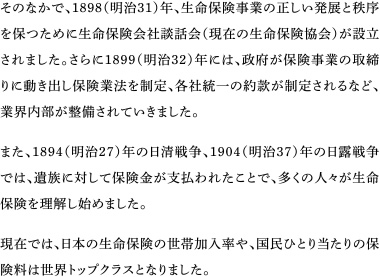 そのなかで、1898（明治31）年、生命保険事業の正しい発展と秩序
を保つために生命保険会社談話会（現在の生命保険協会）が設立
されました。さらに1899（明治32）年には、政府が保険事業の取締
りに動き出し保険業法を制定、各社統一の約款が制定されるなど、
業界内部が整備されていきました。
また、1894（明治27）年の日清戦争、1904（明治37）年の日露戦争
では、遺族に対して保険金が支払われたことで、多くの人々が生命
保険を理解し始めました。
現在では、日本の生命保険の世帯加入率や、国民ひとり当たりの保
険料は世界トップクラスとなりました。